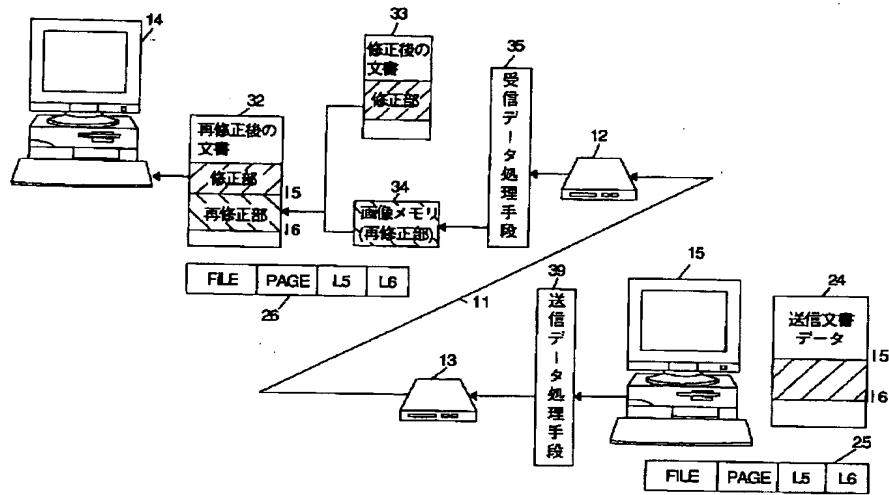 14
33
修正後の
文書
修正部
35
受信データ処理手段
12
32
再修正後の
文書
修正部
l5
再修正部
l6
34
画像メモリ
(再修正部)
FILE PAGE L5 L6
26
11
39
送信データ処理手段
15
24
送信文書
データ
l5
l6
13
25
FILE PAGE L5 L6